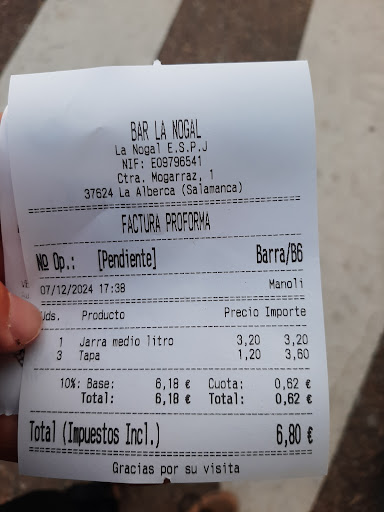 BAR LA NOGAL
La Nogal E.S.P.J
NIF: E09796541
Ctra. Mogarraz, 1
37624 La Alberca (Salamanca)
FACTURA PROFORMA
Nº Op.: [Pendiente] Barra/B6
07/12/2024 17:38 Manoli
Uds. Producto Precio Importe
1 Jarra medio litro 3,20 3,20
3 Tapa 1,20 3,60
10%: Base: 6,18 € Cuota: 0,62 €
Total: 6,18 € Total: 0,62 €
Total (Impuestos Incl.) 6,80 €
Gracias por su visita